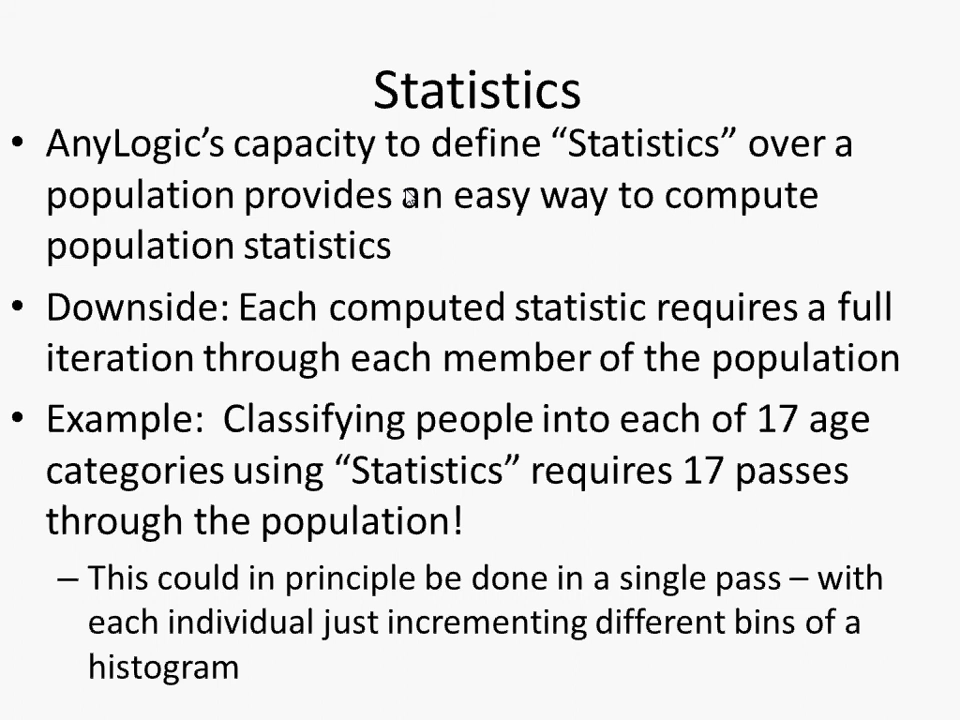 Statistics
• AnyLogic’s capacity to define “Statistics” over a
population provides an easy way to compute
population statistics
• Downside: Each computed statistic requires a full
iteration through each member of the population
• Example:  Classifying people into each of 17 age
categories using “Statistics” requires 17 passes
through the population!
– This could in principle be done in a single pass – with
each individual just incrementing different bins of a
histogram